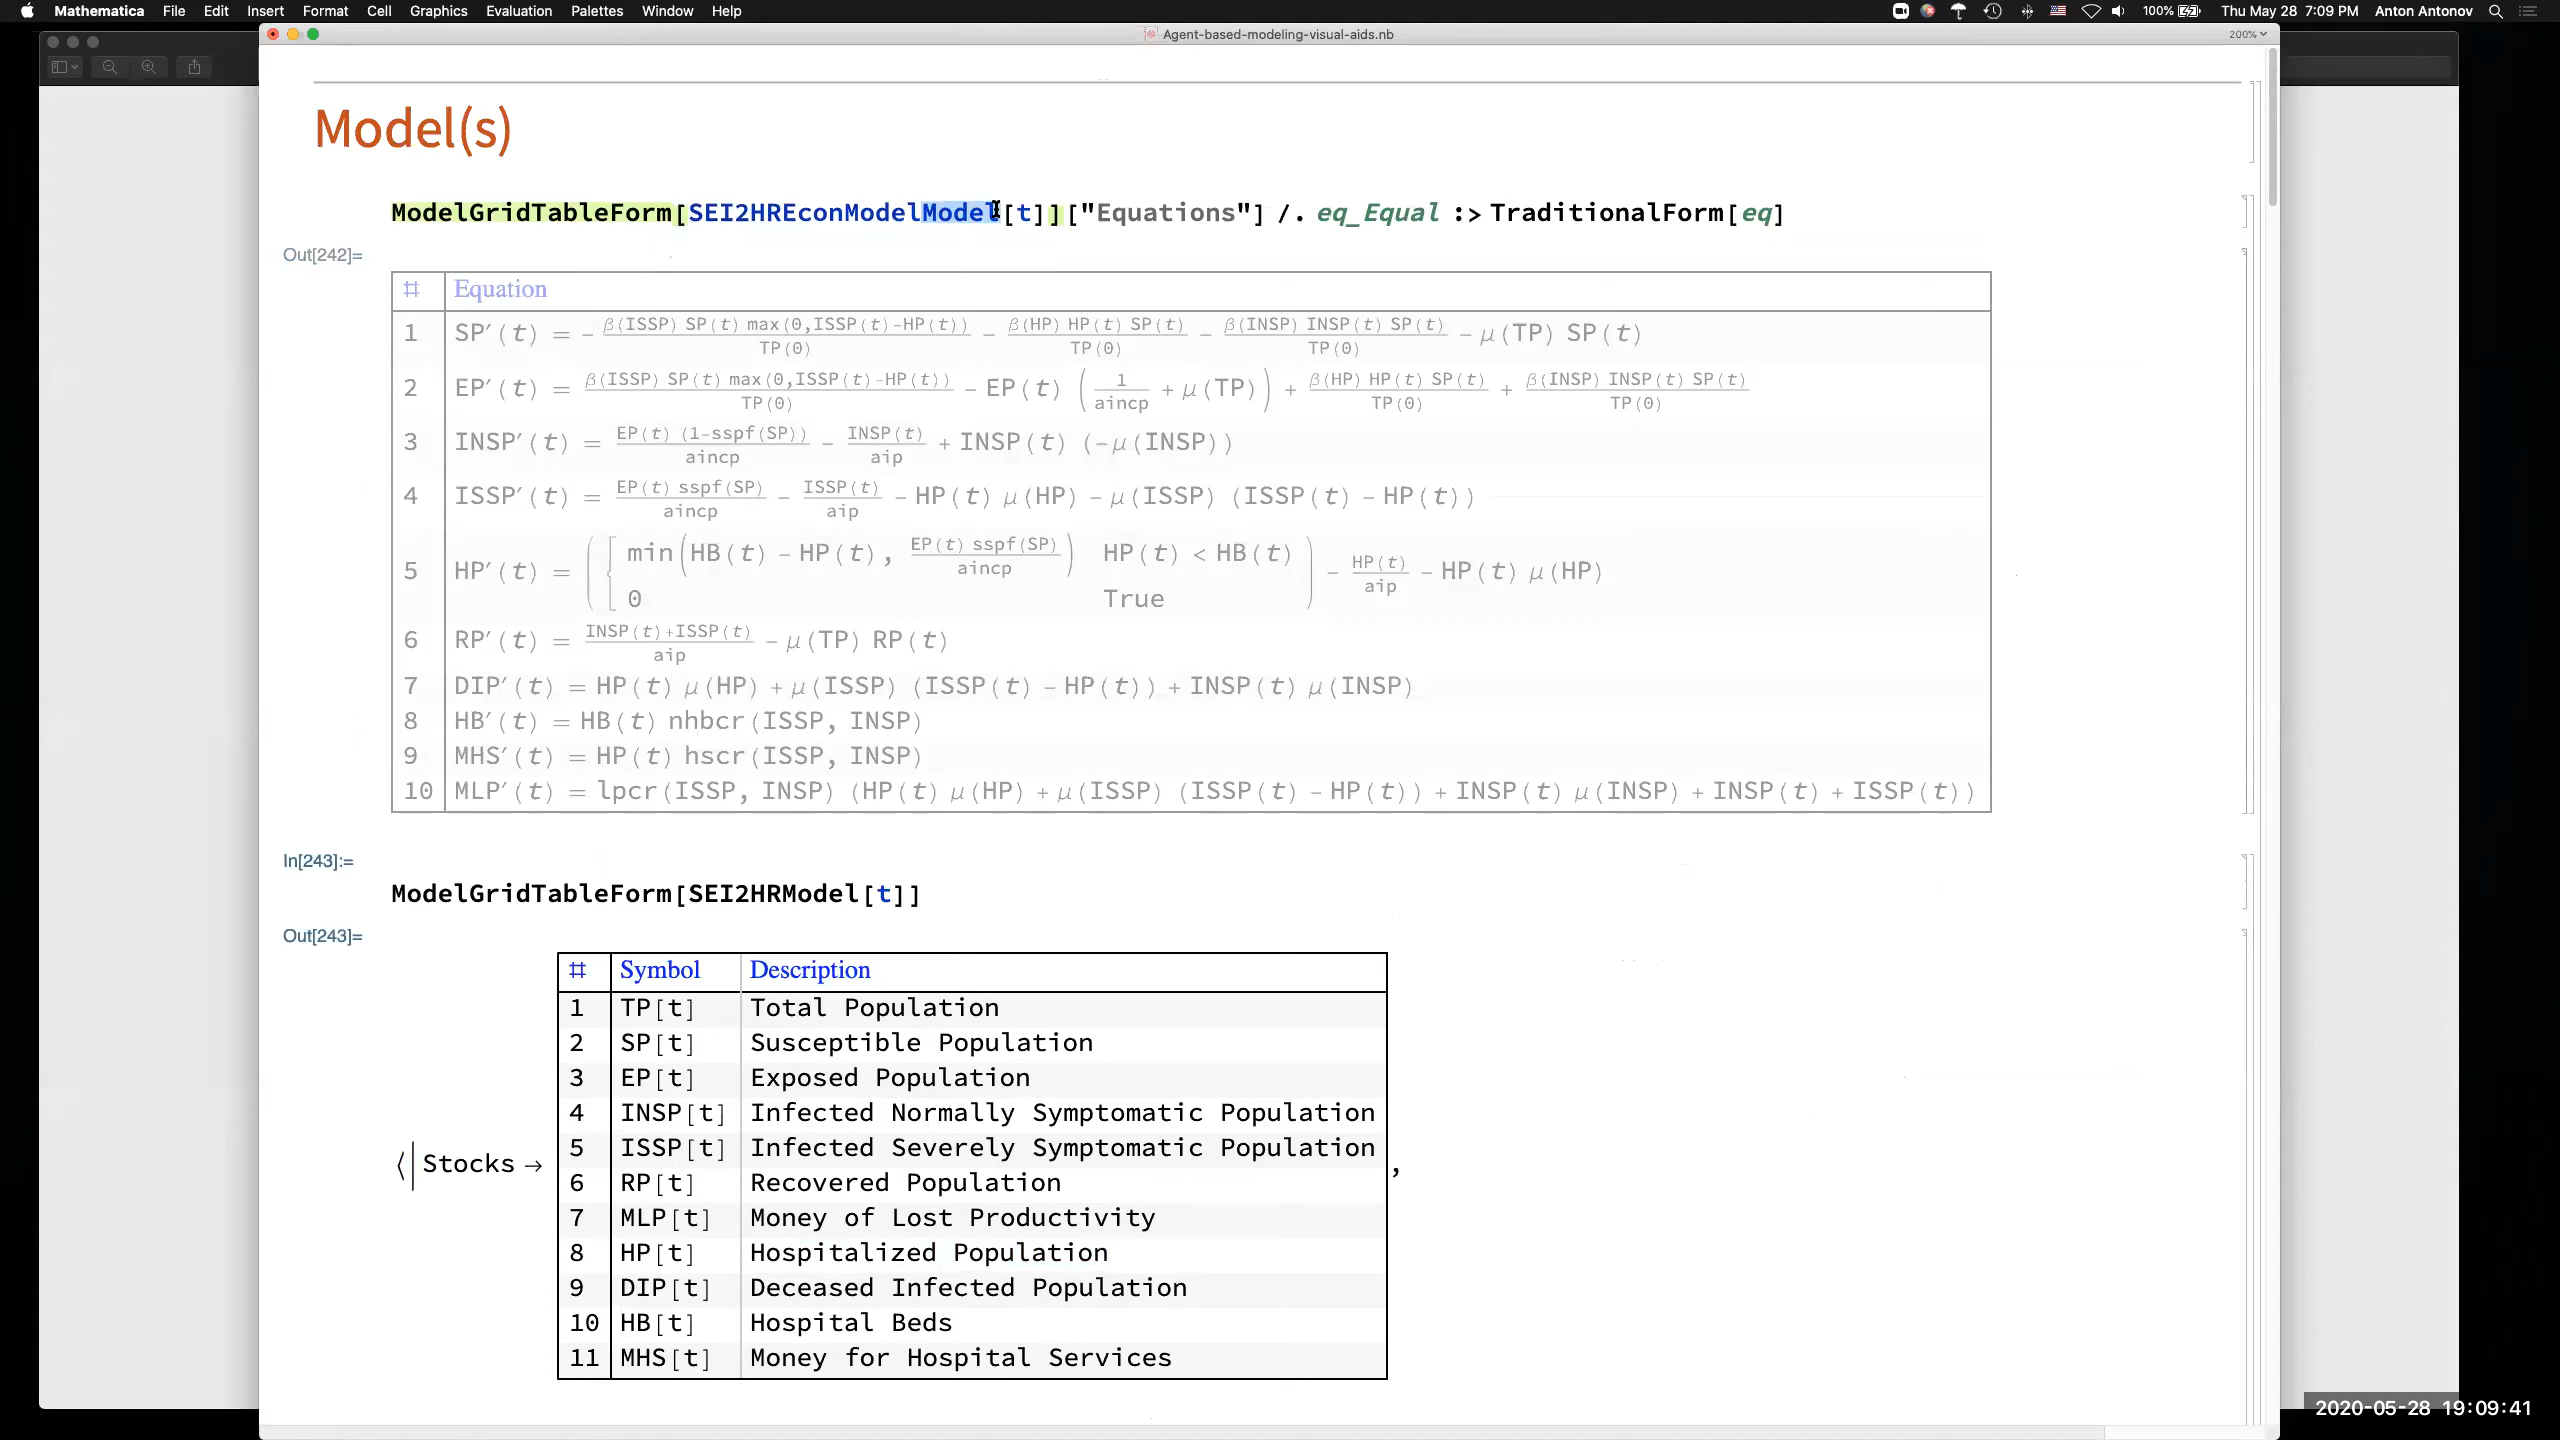 Mathematica File Edit Insert Format Cell Graphics Evaluation Palettes Window Help 100% Thu May 28 7:09 PM Anton Antonov
Agent-based-modeling-visual-aids.nb 200%
Model(s)
ModelGridTableForm[SEI2HREconModelModel[t]]["Equations"] /. eq_Equal :> TraditionalForm[eq]
Out[242]=
# Equation
1 SP′(t) = - β(ISSP) SP(t) max(0,ISSP(t)-HP(t))/TP(0) - β(HP) HP(t) SP(t)/TP(0) - β(INSP) INSP(t) SP(t)/TP(0) - μ(TP) SP(t)
2 EP′(t) = β(ISSP) SP(t) max(0,ISSP(t)-HP(t))/TP(0) - EP(t) (1/aincp + μ(TP)) + β(HP) HP(t) SP(t)/TP(0) + β(INSP) INSP(t) SP(t)/TP(0)
3 INSP′(t) = EP(t) (1-sspf(SP))/aincp - INSP(t)/aip + INSP(t) (-μ(INSP))
4 ISSP′(t) = EP(t) sspf(SP)/aincp - ISSP(t)/aip - HP(t) μ(HP) - μ(ISSP) (ISSP(t) - HP(t))
5 HP′(t) = ({ min(HB(t) - HP(t), EP(t) sspf(SP)/aincp) HP(t) < HB(t)
0 True ) - HP(t)/aip - HP(t) μ(HP)
6 RP′(t) = INSP(t)+ISSP(t)/aip - μ(TP) RP(t)
7 DIP′(t) = HP(t) μ(HP) + μ(ISSP) (ISSP(t) - HP(t)) + INSP(t) μ(INSP)
8 HB′(t) = HB(t) nhbcr(ISSP, INSP)
9 MHS′(t) = HP(t) hscr(ISSP, INSP)
10 MLP′(t) = lpcr(ISSP, INSP) (HP(t) μ(HP) + μ(ISSP) (ISSP(t) - HP(t)) + INSP(t) μ(INSP) + INSP(t) + ISSP(t))
In[243]:=
ModelGridTableForm[SEI2HRModel[t]]
Out[243]=
# Symbol Description
1 TP[t] Total Population
2 SP[t] Susceptible Population
3 EP[t] Exposed Population
4 INSP[t] Infected Normally Symptomatic Population
5 ISSP[t] Infected Severely Symptomatic Population
⟨| Stocks → ,
6 RP[t] Recovered Population
7 MLP[t] Money of Lost Productivity
8 HP[t] Hospitalized Population
9 DIP[t] Deceased Infected Population
10 HB[t] Hospital Beds
11 MHS[t] Money for Hospital Services
2020-05-28 19:09:41